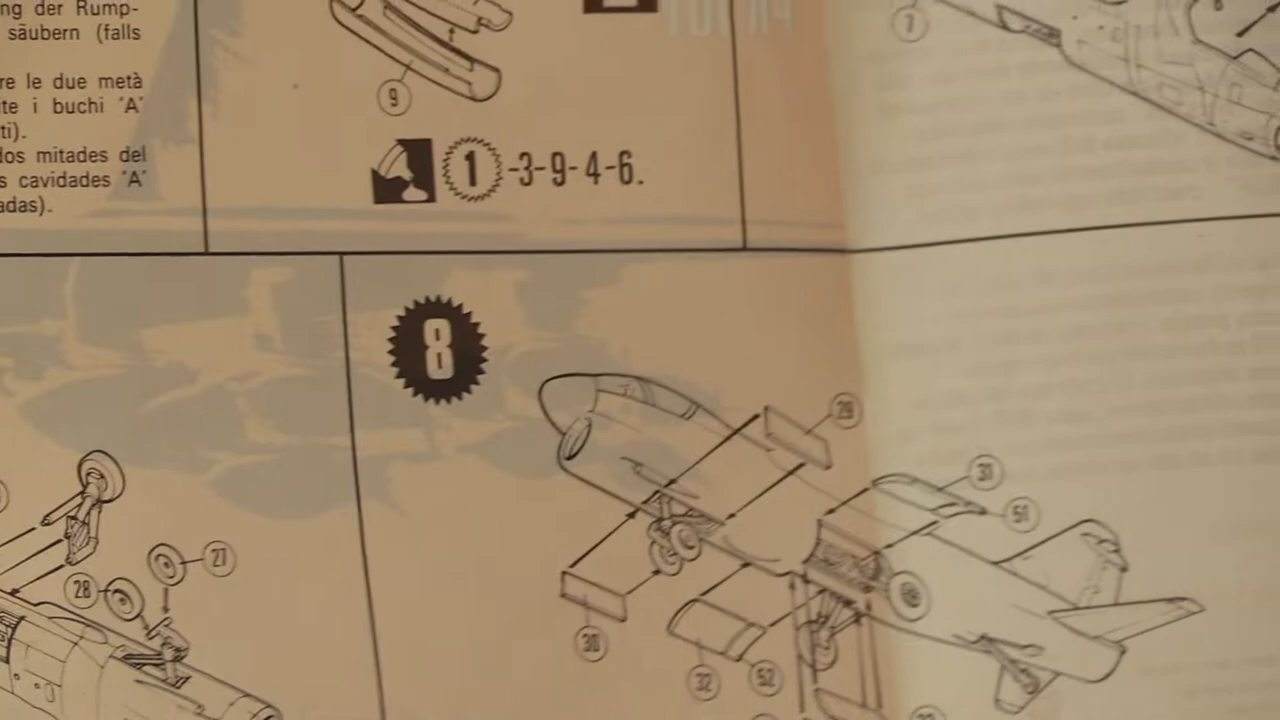 ng der Rump-
säubern (falls
re le due metà
te i buchi "A"
ti).
dos mitades del
s cavidades "A"
adas).
9
1 -3-9-4-6.
7
8
29
31
51
27
28
30
32
52